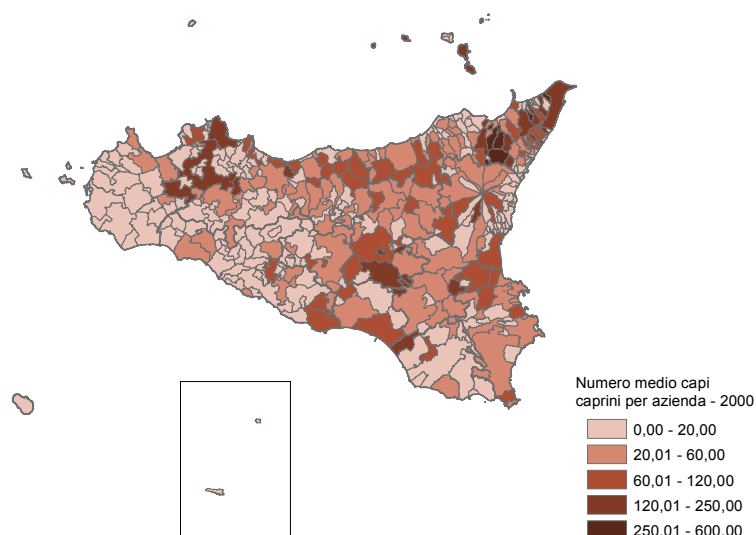 Numero medio capi
caprini per azienda - 2000
0,00 - 20,00
20,01 - 60,00
60,01 - 120,00
120,01 - 250,00
250,01 - 600,00